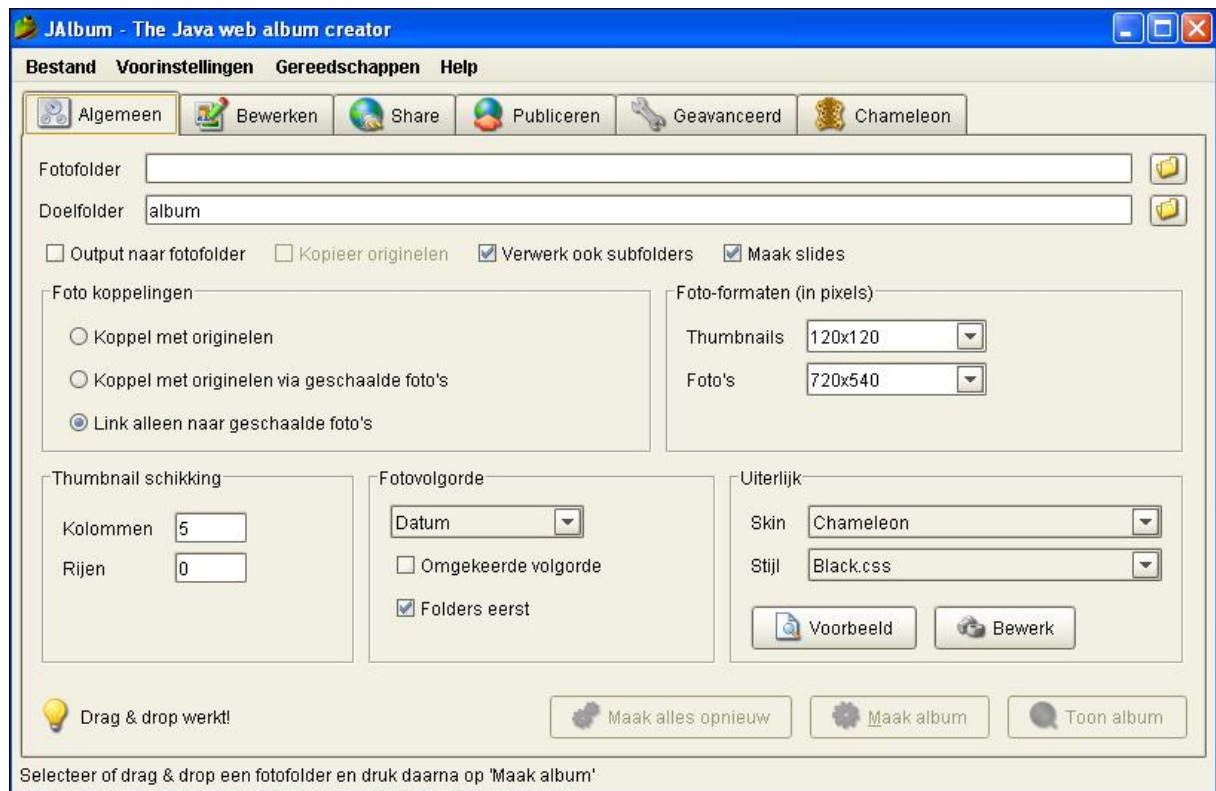 JAlbum - The Java web album creator
Bestand Voorinstellingen Gereedschappen Help
Algemeen Bewerken Share Publiceren Geavanceerd Chameleon
Fotofolder
Doelfolder album
Output naar fotofolder Kopieer originelen Verwerk ook subfolders Maak slides
Foto koppelingen
Koppel met originelen
Koppel met originelen via geschaalde foto's
Link alleen naar geschaalde foto's
Foto-formaten (in pixels)
Thumbnails 120x120
Foto's 720x540
Thumbnail schikking
Kolommen 5
Rijen 0
Fotovolgorde
Datum
Omgekeerde volgorde
Folders eerst
Uiterlijk
Skin Chameleon
Stijl Black.css
Voorbeeld Bewerk
Drag & drop werkt!
Maak alles opnieuw Maak album Toon album
Selecteer of drag & drop een fotofolder en druk daarna op 'Maak album'